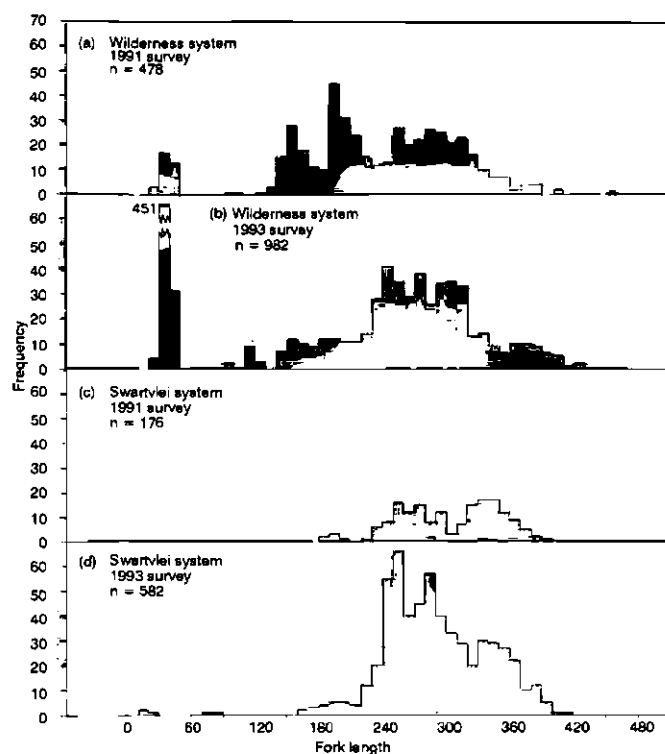 70
60
50
40
30
20
10
0
(a) Wilderness system
1991 survey
n = 478
60
50
40
30
20
10
0
451
(b) Wilderness system
1993 survey
n = 982
Frequency
60
50
40
30
20
10
0
(c) Swartvlei system
1991 survey
n = 176
60
50
40
30
20
10
0
(d) Swartvlei system
1993 survey
n = 582
0 60 120 180 240 300 360 420 480
Fork length